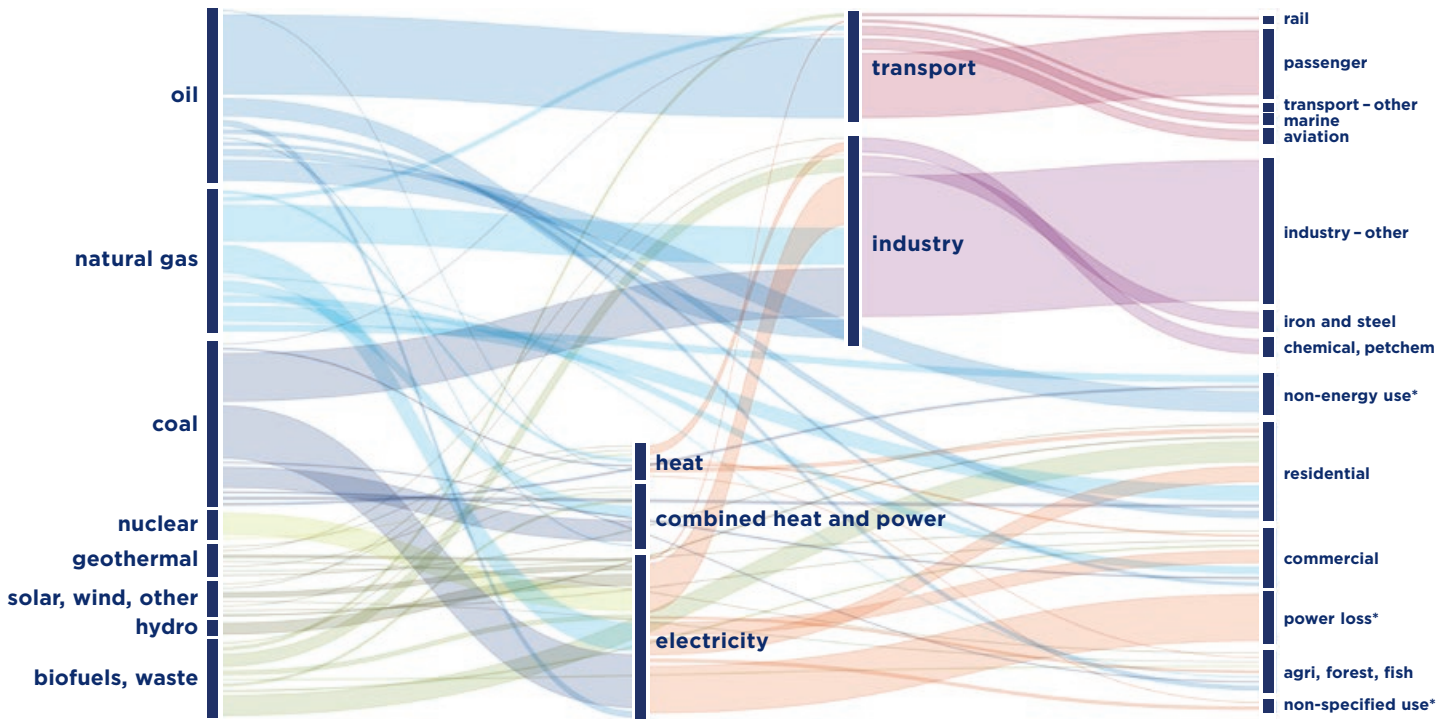 oil
natural gas
coal
nuclear
geothermal
solar, wind, other
hydro
biofuels, waste
heat
combined heat and power
electricity
transport
industry
rail
passenger
transport – other
marine
aviation
industry – other
iron and steel
chemical, petchem
non-energy use*
residential
commercial
power loss*
agri, forest, fish
non-specified use*